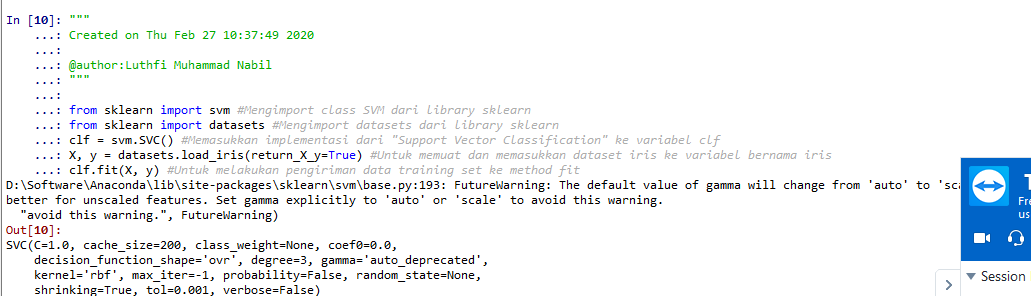 In [10]: """
...: Created on Thu Feb 27 10:37:49 2020
...:
...: @author:Luthfi Muhammad Nabil
...: """
...:
...: from sklearn import svm #Mengimport class SVM dari library sklearn
...: from sklearn import datasets #Mengimport datasets dari library sklearn
...: clf = svm.SVC() #Memasukkan implementasi dari "Support Vector Classification" ke variabel clf
...: X, y = datasets.load_iris(return_X_y=True) #Untuk memuat dan memasukkan dataset iris ke variabel bernama iris
...: clf.fit(X, y) #Untuk melakukan pengiriman data training set ke method fit
D:\Software\Anaconda\lib\site-packages\sklearn\svm\base.py:193: FutureWarning: The default value of gamma will change from 'auto' to 'sca
better for unscaled features. Set gamma explicitly to 'auto' or 'scale' to avoid this warning.
"avoid this warning.", FutureWarning)
Out[10]:
SVC(C=1.0, cache_size=200, class_weight=None, coef0=0.0,
decision_function_shape='ovr', degree=3, gamma='auto_deprecated',
kernel='rbf', max_iter=-1, probability=False, random_state=None,
shrinking=True, tol=0.001, verbose=False)
Fre
us
Session